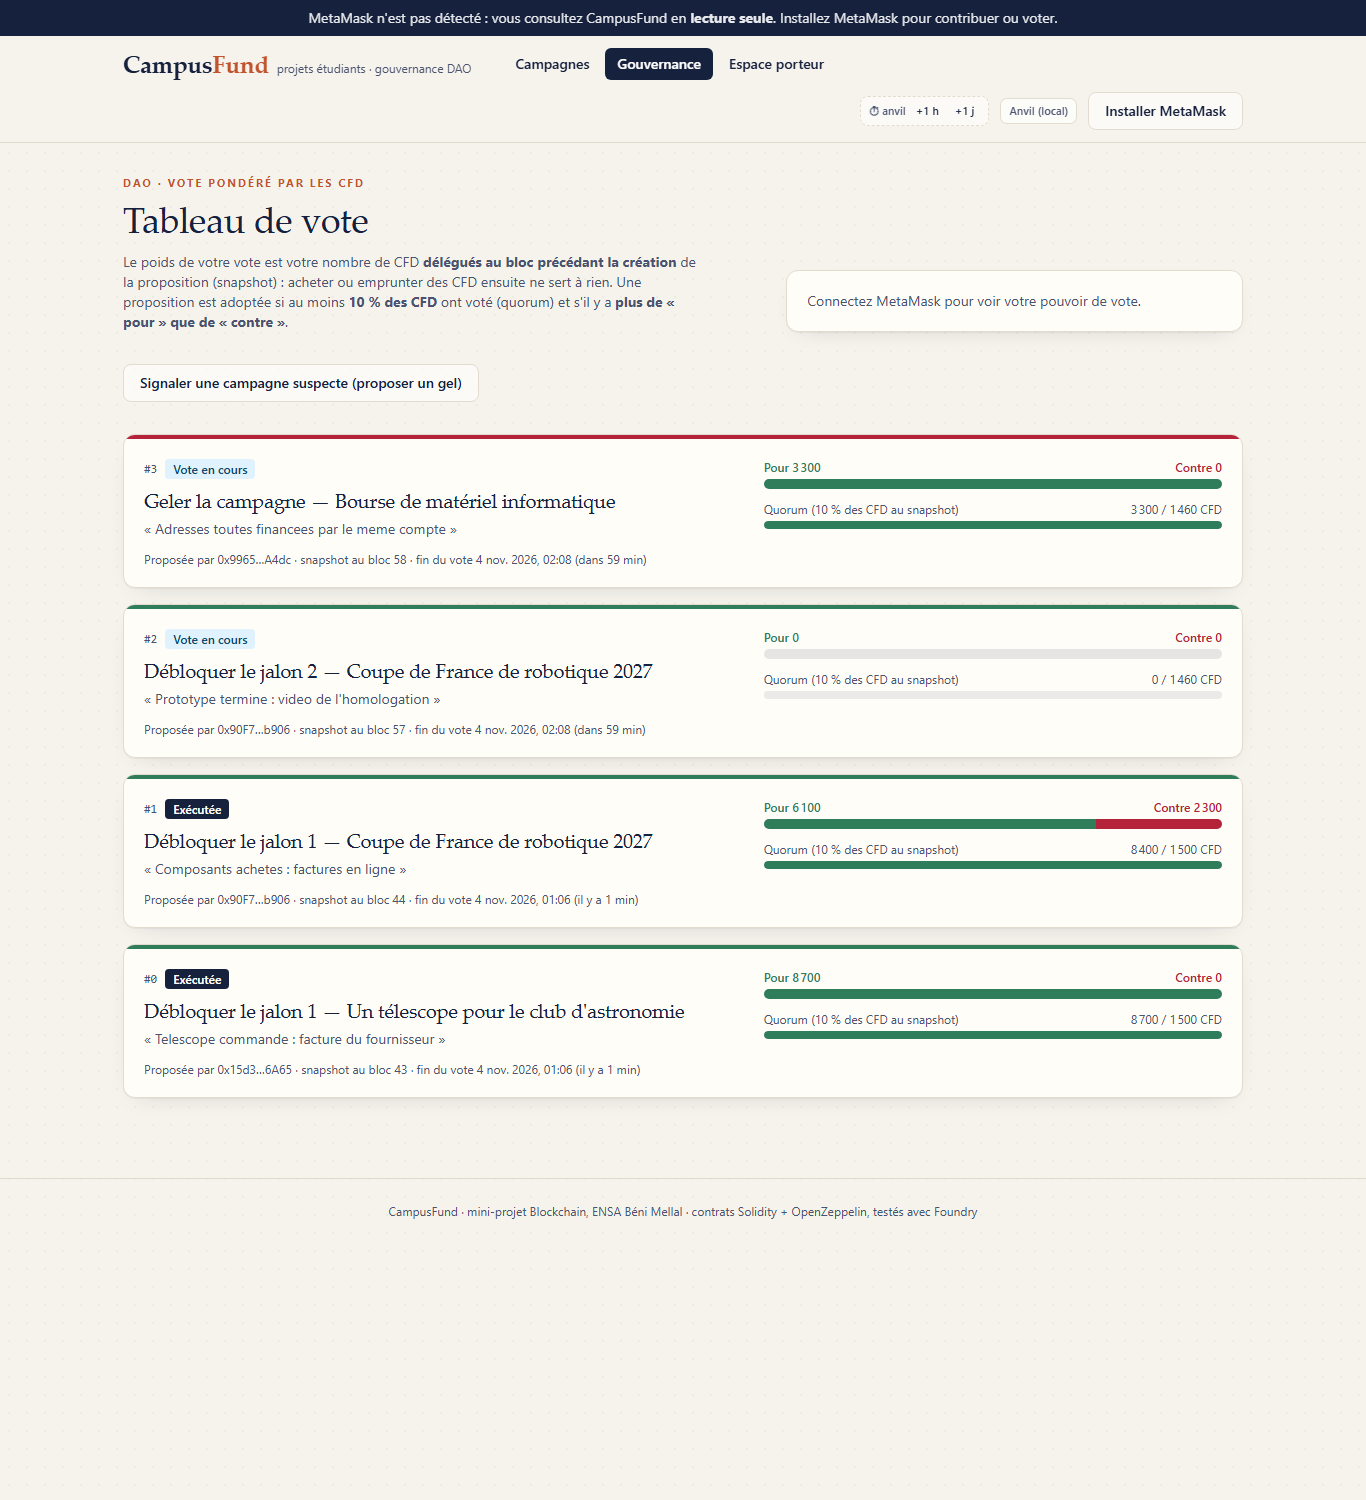 MetaMask n'est pas détecté : vous consultez CampusFund en lecture seule. Installez MetaMask pour contribuer ou voter.
CampusFund projets étudiants · gouvernance DAO
Campagnes
Gouvernance
Espace porteur
⏱ anvil +1 h +1 j
Anvil (local)
Installer MetaMask
DAO · VOTE PONDÉRÉ PAR LES CFD
Tableau de vote
Le poids de votre vote est votre nombre de CFD délégués au bloc précédant la création de
la proposition (snapshot) : acheter ou emprunter des CFD ensuite ne sert à rien. Une
proposition est adoptée si au moins 10 % des CFD ont voté (quorum) et s'il y a plus de «
pour » que de « contre ».
Connectez MetaMask pour voir votre pouvoir de vote.
Signaler une campagne suspecte (proposer un gel)
#3 Vote en cours
Geler la campagne — Bourse de matériel informatique
« Adresses toutes financees par le meme compte »
Proposée par 0x9965…A4dc · snapshot au bloc 58 · fin du vote 4 nov. 2026, 02:08 (dans 59 min)
Pour 3 300 Contre 0
Quorum (10 % des CFD au snapshot) 3 300 / 1 460 CFD
#2 Vote en cours
Débloquer le jalon 2 — Coupe de France de robotique 2027
« Prototype termine : video de l'homologation »
Proposée par 0x90F7…b906 · snapshot au bloc 57 · fin du vote 4 nov. 2026, 02:08 (dans 59 min)
Pour 0 Contre 0
Quorum (10 % des CFD au snapshot) 0 / 1 460 CFD
#1 Exécutée
Débloquer le jalon 1 — Coupe de France de robotique 2027
« Composants achetes : factures en ligne »
Proposée par 0x90F7…b906 · snapshot au bloc 44 · fin du vote 4 nov. 2026, 01:06 (il y a 1 min)
Pour 6 100 Contre 2 300
Quorum (10 % des CFD au snapshot) 8 400 / 1 500 CFD
#0 Exécutée
Débloquer le jalon 1 — Un télescope pour le club d'astronomie
« Telescope commande : facture du fournisseur »
Proposée par 0x15d3…6A65 · snapshot au bloc 43 · fin du vote 4 nov. 2026, 01:06 (il y a 1 min)
Pour 8 700 Contre 0
Quorum (10 % des CFD au snapshot) 8 700 / 1 500 CFD
CampusFund · mini-projet Blockchain, ENSA Béni Mellal · contrats Solidity + OpenZeppelin, testés avec Foundry